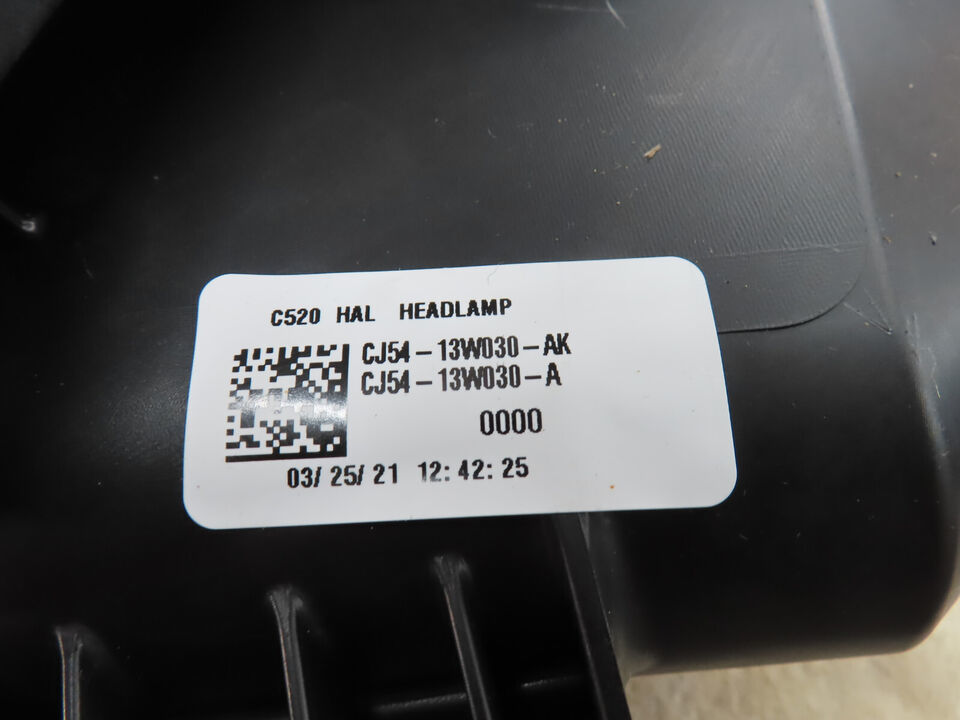 C520 HAL HEADLAMP
CJ54-13W030-AK
CJ54-13W030-A
0000
03/25/21 12:42:25